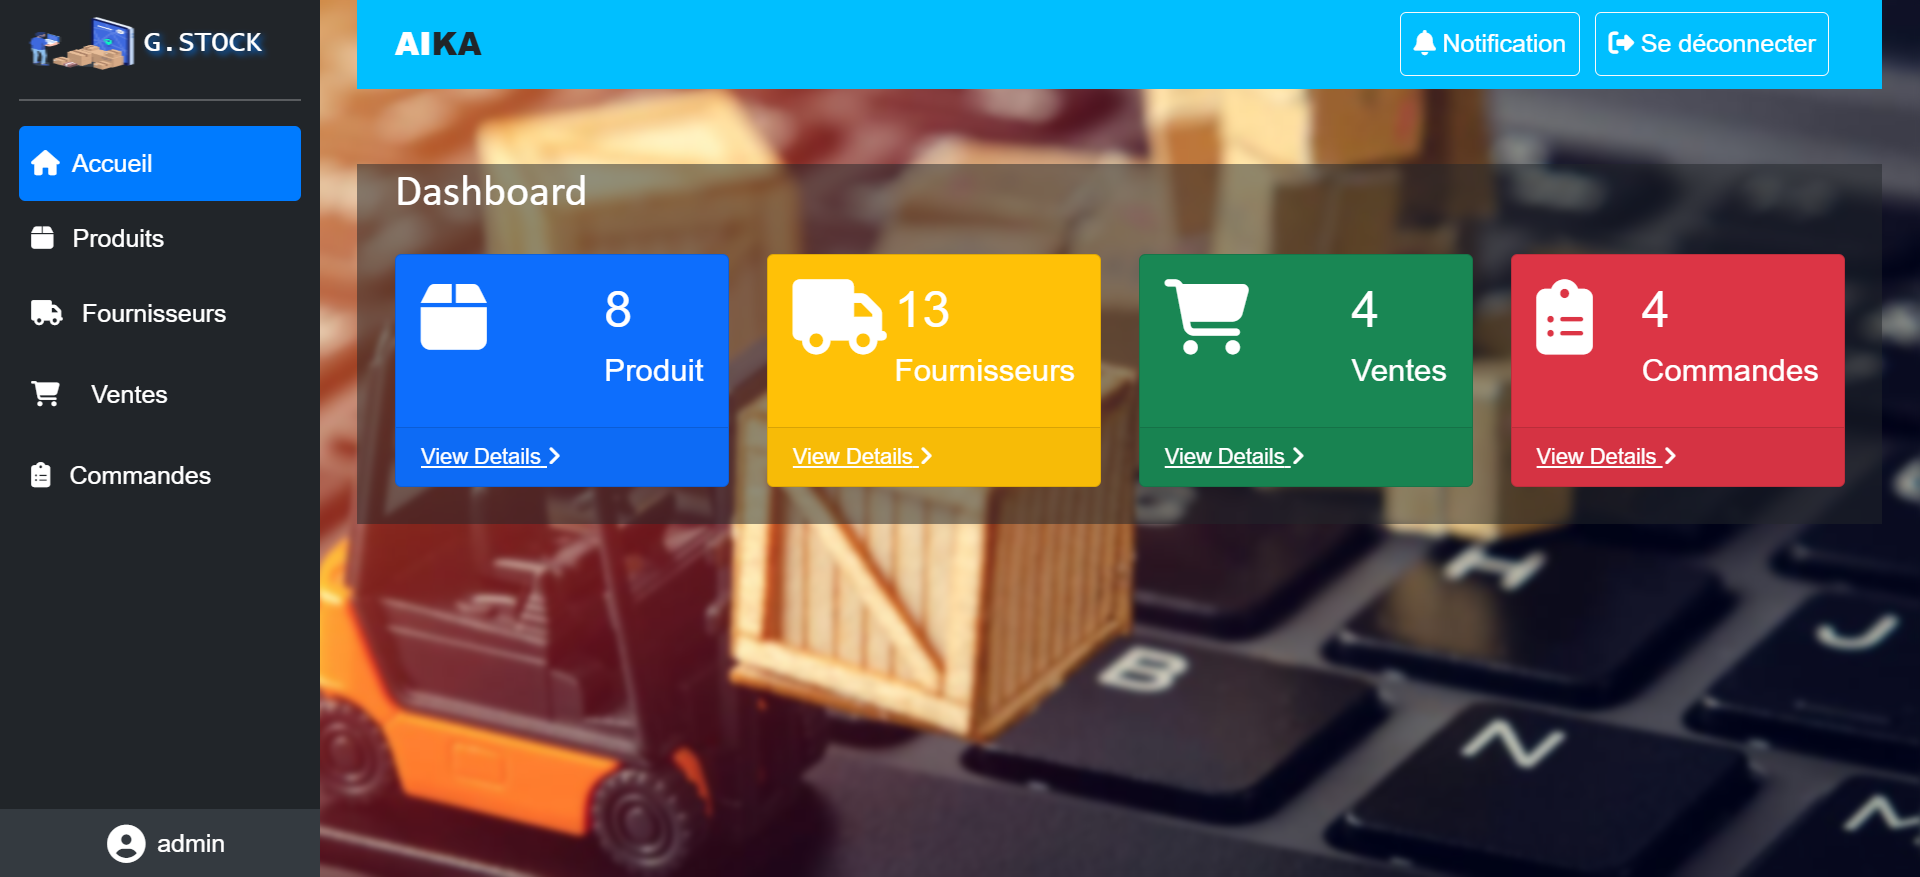 G.STOCK
Accueil
Produits
Fournisseurs
Ventes
Commandes
admin
AIKA
Notification
Se déconnecter
Dashboard
8
Produit
View Details
13
Fournisseurs
View Details
4
Ventes
View Details
4
Commandes
View Details
H
J
B
N
M